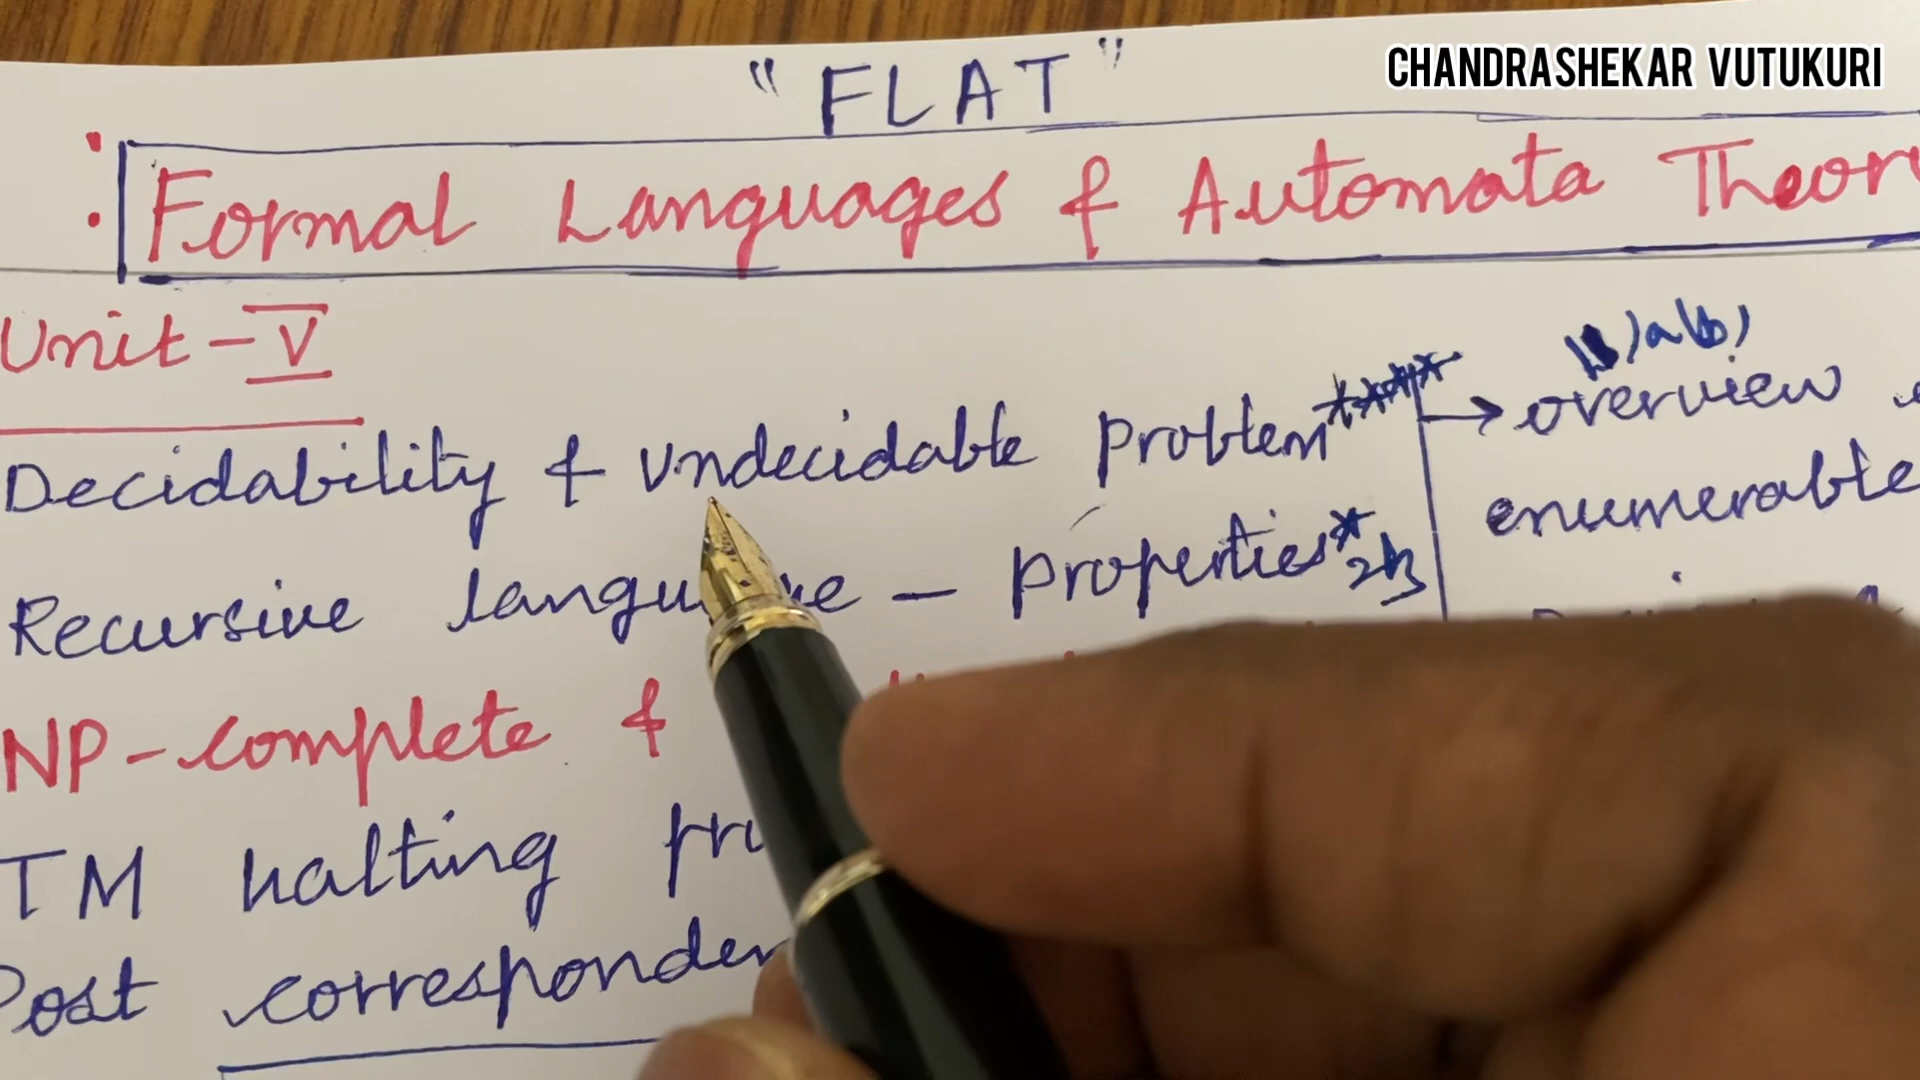 CHANDRASHEKAR VUTUKURI
"FLAT"
Formal Languages & Automata Theor
Unit - V
Decidability & Undecidable Problem****
Recursive language - Properties*
NP-complete &
TM halting
Post corresponden
→ overview
enumerable